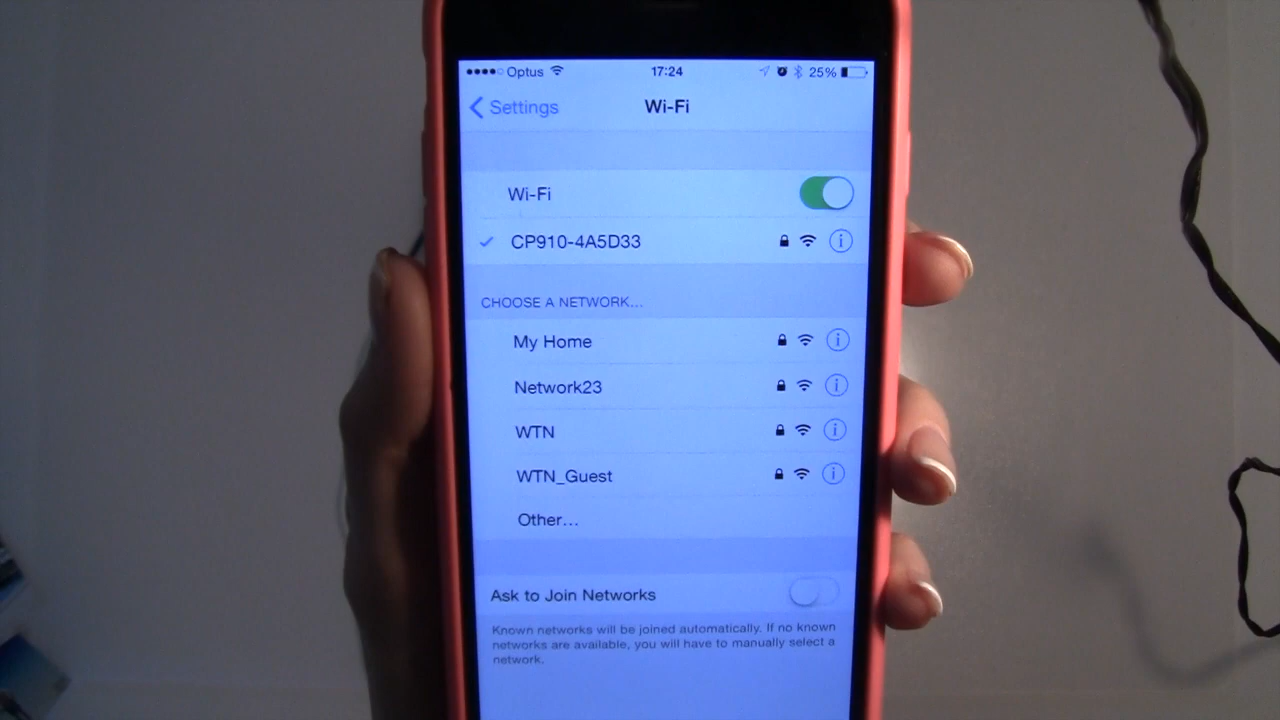 Optus 17:24 25%
Settings Wi-Fi
Wi-Fi
CP910-4A5D33
CHOOSE A NETWORK...
My Home
Network23
WTN
WTN_Guest
Other...
Ask to Join Networks
Known networks will be joined automatically. If no known
networks are available, you will have to manually select a
network.